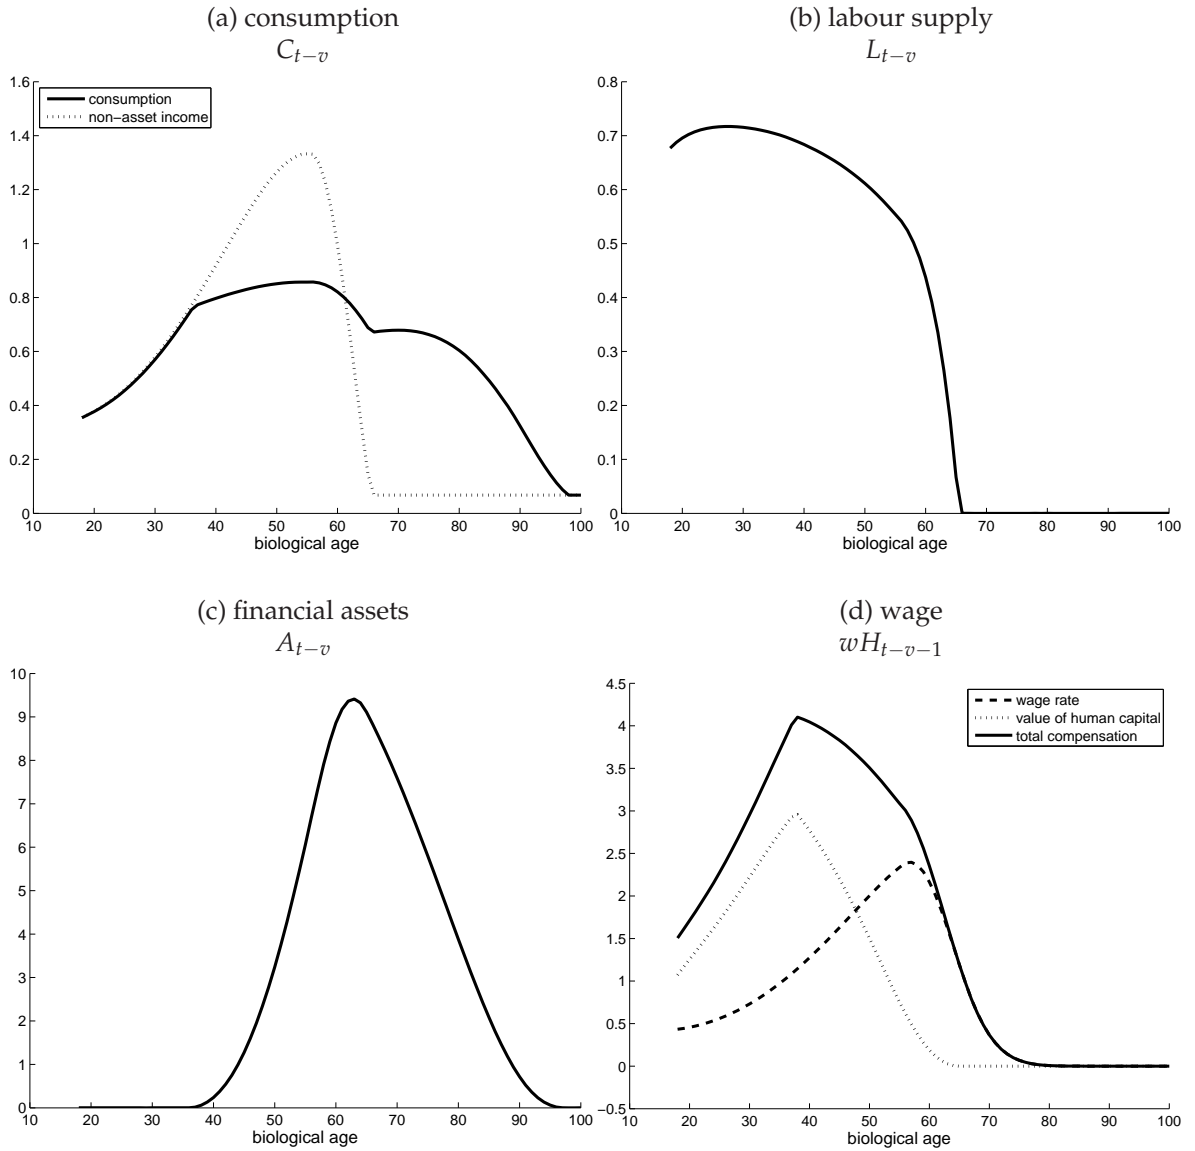 (a) consumption
C_{t−v}
1.6
1.4
1.2
1
0.8
0.6
0.4
0.2
0
consumption
non−asset income
10 20 30 40 50 60 70 80 90 100
biological age
(b) labour supply
L_{t−v}
0.8
0.7
0.6
0.5
0.4
0.3
0.2
0.1
0
10 20 30 40 50 60 70 80 90 100
biological age
(c) financial assets
A_{t−v}
10
9
8
7
6
5
4
3
2
1
0
10 20 30 40 50 60 70 80 90 100
biological age
(d) wage
wH_{t−v−1}
4.5
4
3.5
3
2.5
2
1.5
1
0.5
0
−0.5
wage rate
value of human capital
total compensation
10 20 30 40 50 60 70 80 90 100
biological age